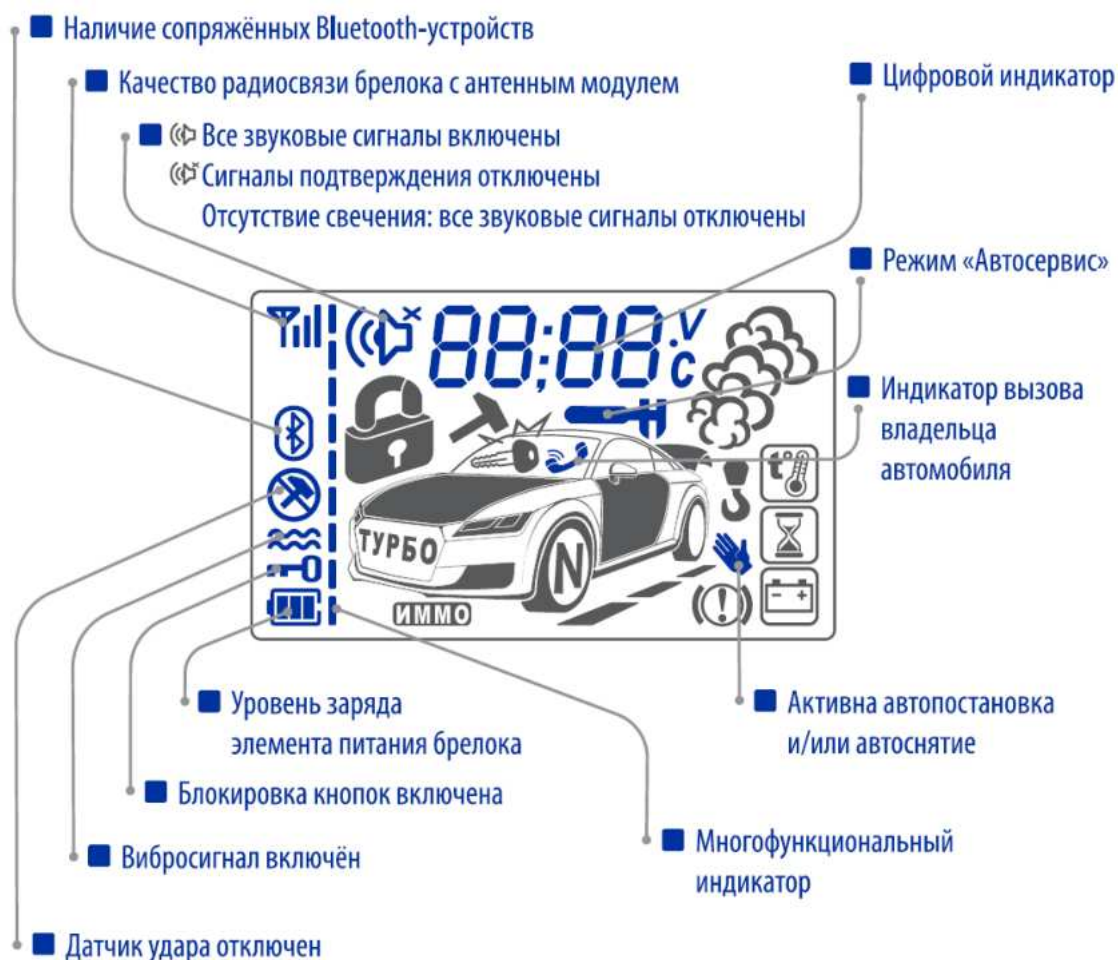 Наличие сопряжённых Bluetooth-устройств
Качество радиосвязи брелока с антенным модулем
Цифровой индикатор
Все звуковые сигналы включены
Сигналы подтверждения отключены
Отсутствие свечения: все звуковые сигналы отключены
Режим «Автосервис»
88:88 V
C
Индикатор вызова
владельца
автомобиля
t°
ТУРБО
N
ИММО
Уровень заряда
элемента питания брелока
Активна автопостановка
и/или автоснятие
Блокировка кнопок включена
Многофункциональный
индикатор
Вибросигнал включён
Датчик удара отключен